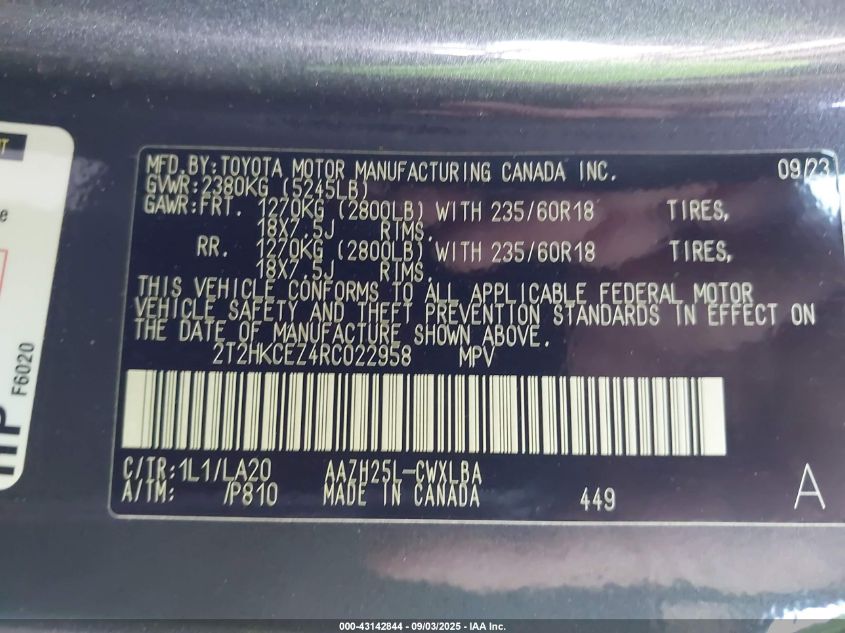 MFD.BY:TOYOTA MOTOR MANUFACTURING CANADA INC. 09/23
GVWR:2380KG (5245LB)
GAWR:FRT. 1270KG (2800LB) WITH 235/60R18 TIRES,
18X7.5J RIMS.
RR. 1270KG (2800LB) WITH 235/60R18 TIRES,
18X7.5J RIMS.
THIS VEHICLE CONFORMS TO ALL APPLICABLE FEDERAL MOTOR
VEHICLE SAFETY AND THEFT PREVENTION STANDARDS IN EFFECT ON
THE DATE OF MANUFACTURE SHOWN ABOVE.
2T2HKCEZ4RC022958 MPV
C/TR:1L1/LA20 AAZH25L-CWXLBA
A/TM: /P810 MADE IN CANADA 449 A
F6020
000-43142844 - 09/03/2025 - IAA Inc.